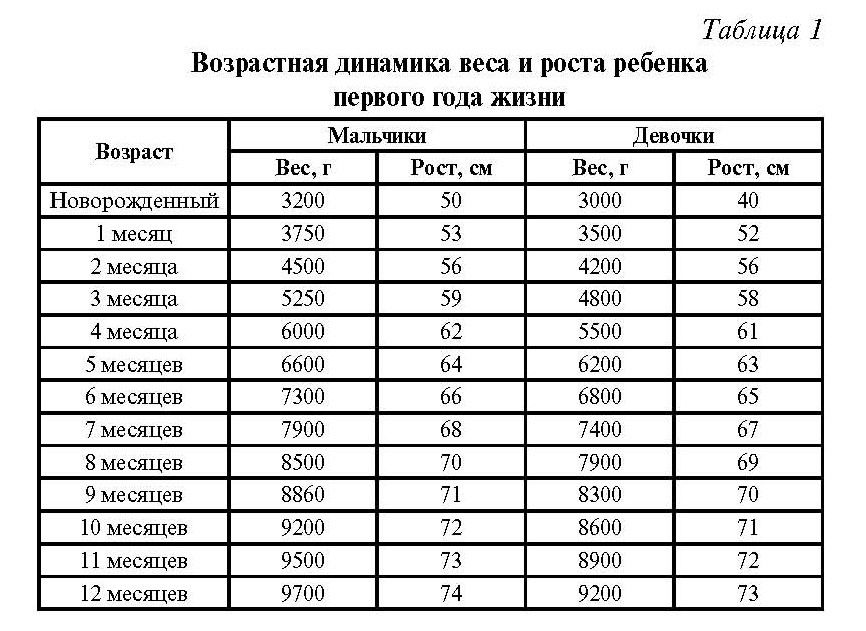 Таблица 1
Возрастная динамика веса и роста ребенка
первого года жизни
Возраст Мальчики Девочки
Вес, г Рост, см Вес, г Рост, см
Новорожденный 3200 50 3000 40
1 месяц 3750 53 3500 52
2 месяца 4500 56 4200 56
3 месяца 5250 59 4800 58
4 месяца 6000 62 5500 61
5 месяцев 6600 64 6200 63
6 месяцев 7300 66 6800 65
7 месяцев 7900 68 7400 67
8 месяцев 8500 70 7900 69
9 месяцев 8860 71 8300 70
10 месяцев 9200 72 8600 71
11 месяцев 9500 73 8900 72
12 месяцев 9700 74 9200 73